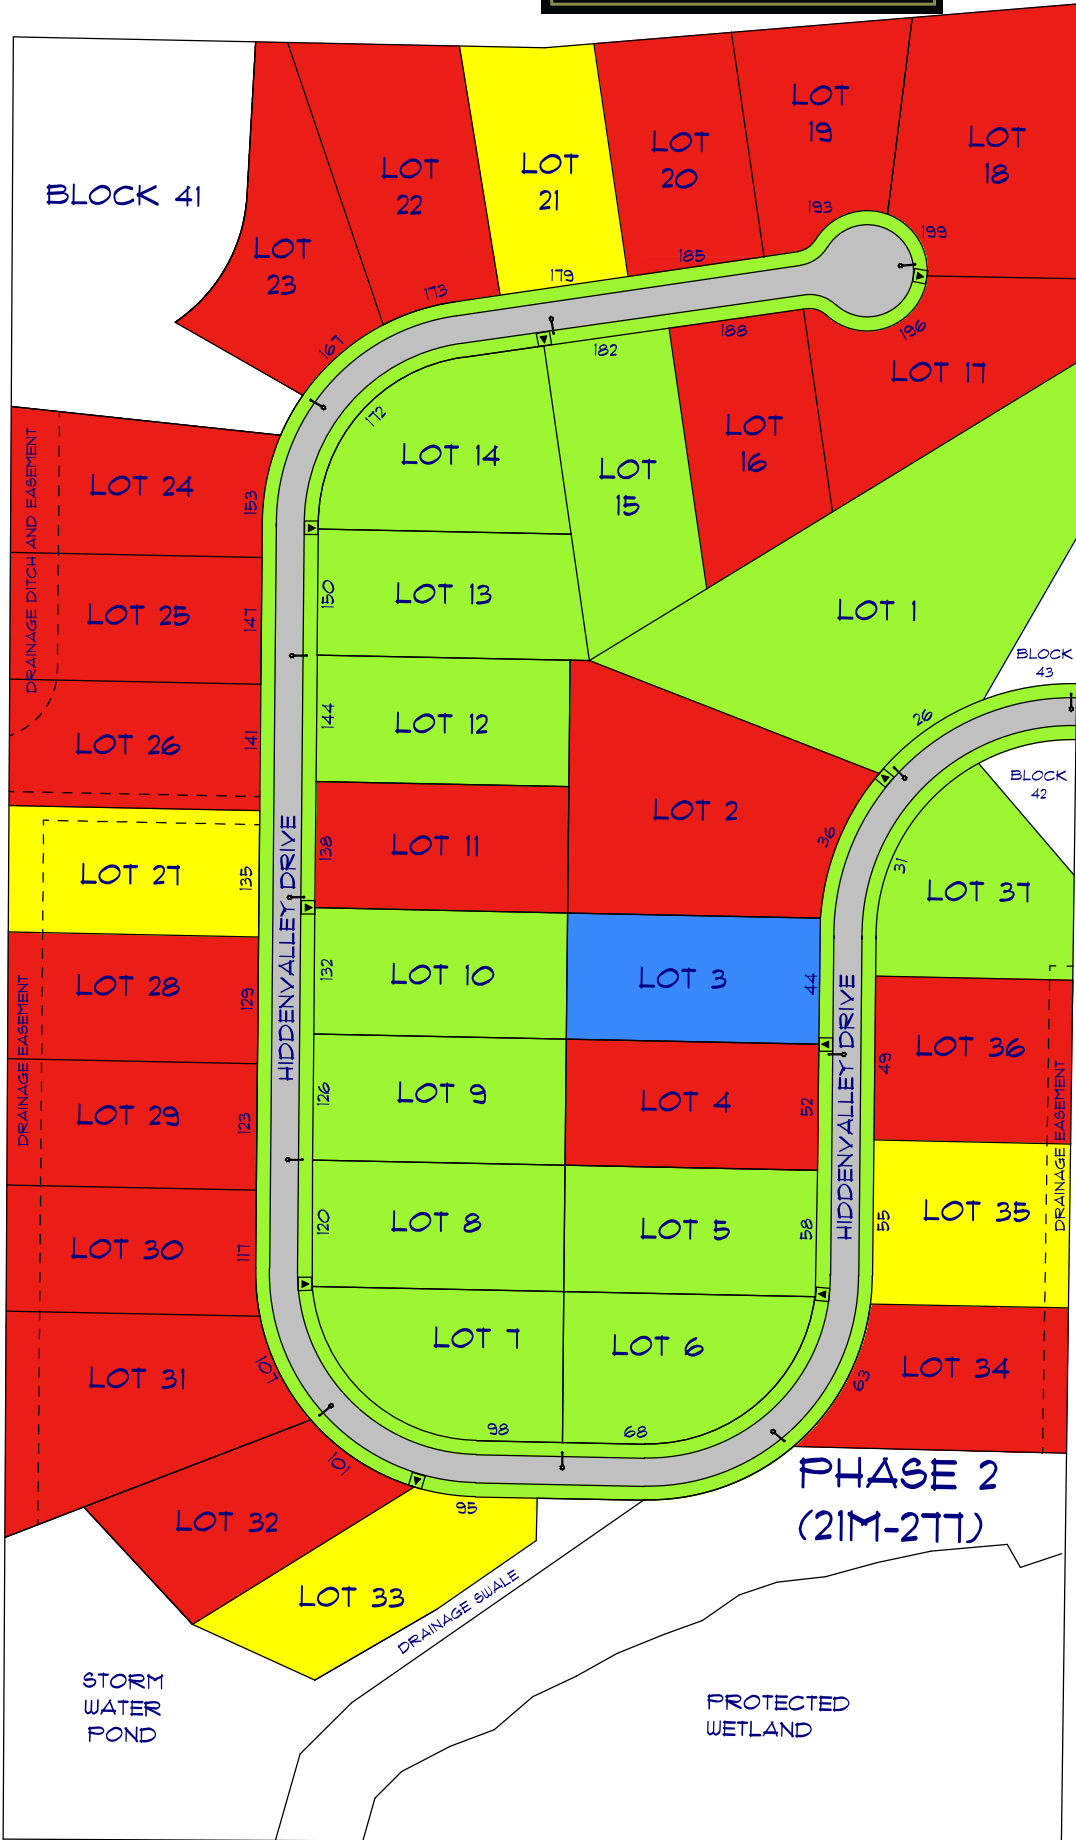 LOT
18
LOT
19
LOT
20
LOT
21
LOT
22
BLOCK 41
LOT
23
193
199
185
179
173
167
196
188
182
172
LOT 17
LOT
16
LOT
15
LOT 14
LOT 24
153
DRAINAGE DITCH AND EASEMENT
LOT 13
150
LOT 25
147
LOT 1
BLOCK
43
LOT 12
144
LOT 26
141
26
BLOCK
42
LOT 2
36
31
LOT 11
138
LOT 27
135
LOT 37
HIDDENVALLEY DRIVE
LOT 10
132
LOT 3
44
LOT 28
129
HIDDENVALLEY DRIVE
LOT 36
49
DRAINAGE EASEMENT
DRAINAGE EASEMENT
LOT 9
126
LOT 4
52
LOT 29
123
LOT 8
120
LOT 5
58
LOT 35
55
LOT 30
117
LOT 7
98
LOT 6
68
LOT 34
63
LOT 31
107
101
95
LOT 32
LOT 33
PHASE 2
(21M-277)
DRAINAGE SWALE
STORM
WATER
POND
PROTECTED
WETLAND